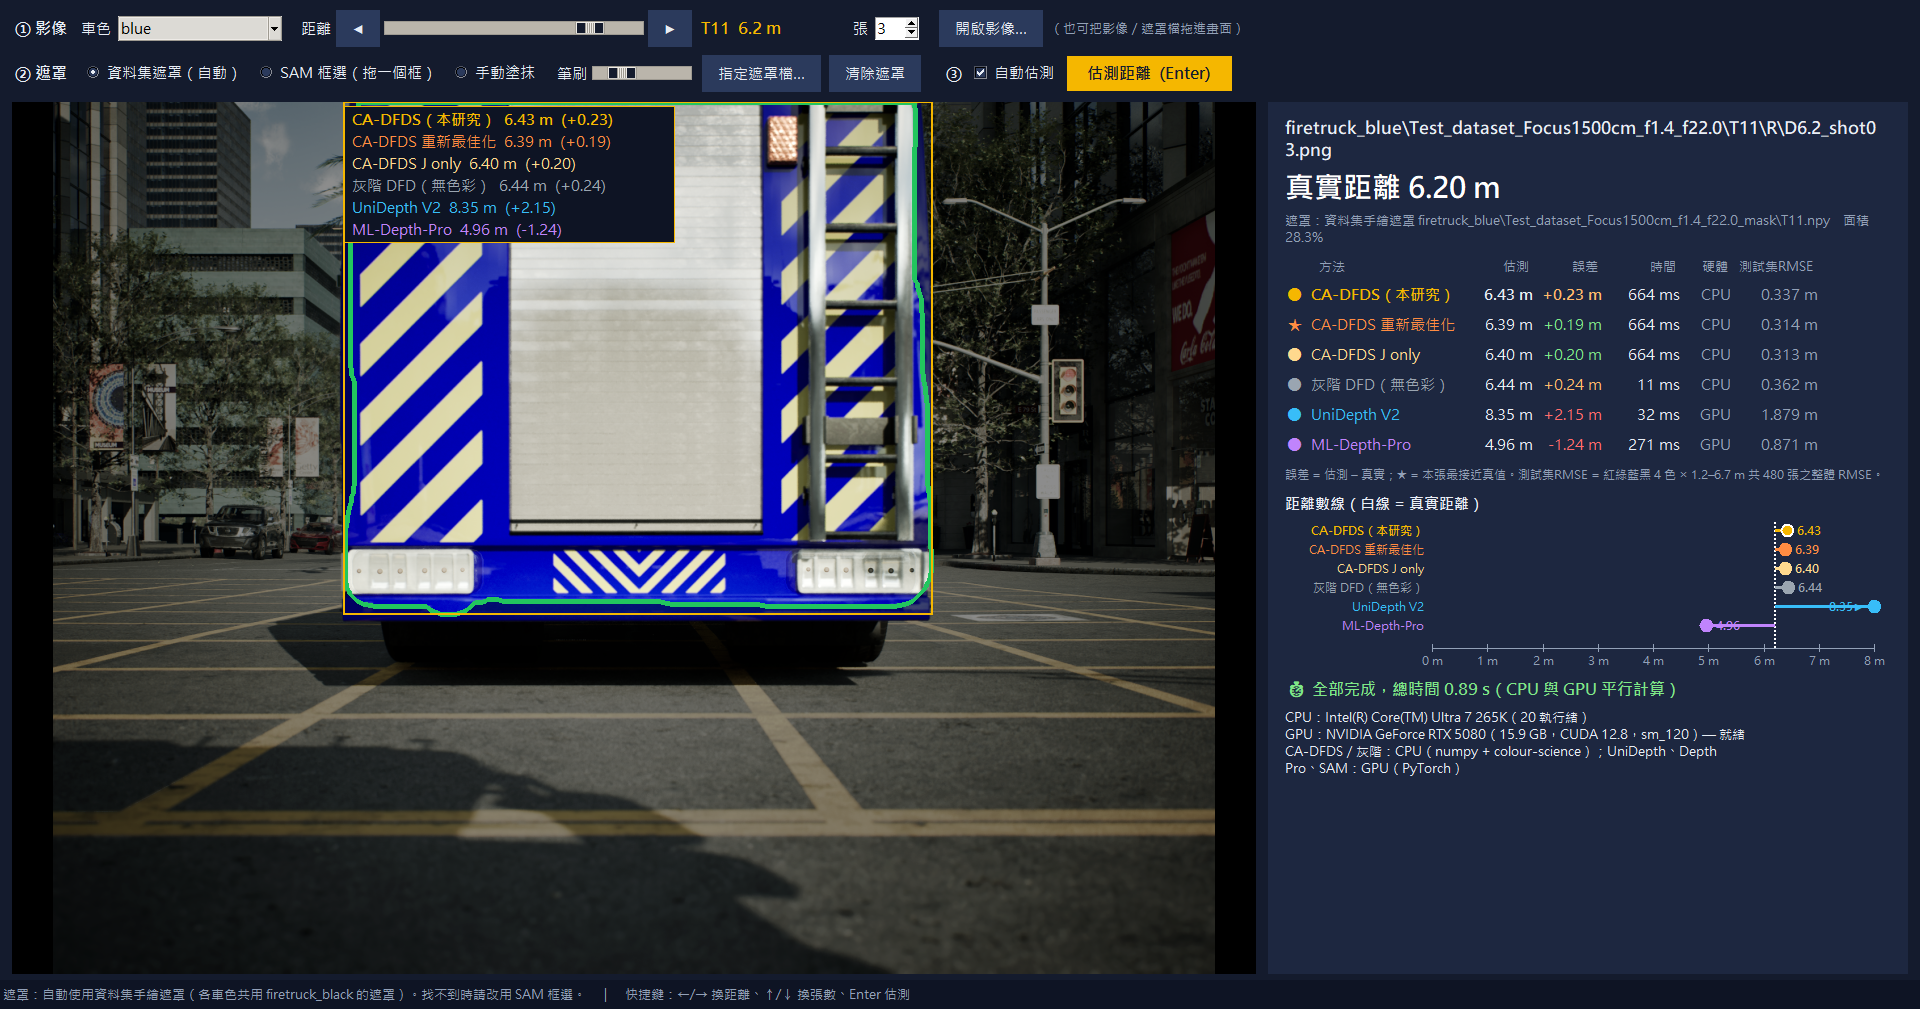 ① 影像 車色 blue 距離 ◄ ► T11 6.2 m 張 3 開啟影像... ( 也可把影像 / 遮罩檔拖進畫面 )
② 遮罩 資料集遮罩 ( 自動 ) SAM 框選 ( 拖一個框 ) 手動塗抹 筆刷 指定遮罩檔... 清除遮罩 ③ 自動估測 估測距離 (Enter)
CA-DFDS ( 本研究 ) 6.43 m (+0.23)
CA-DFDS 重新最佳化 6.39 m (+0.19)
CA-DFDS J only 6.40 m (+0.20)
灰階 DFD ( 無色彩 ) 6.44 m (+0.24)
UniDepth V2 8.35 m (+2.15)
ML-Depth-Pro 4.96 m (-1.24)
MUSEUM
WE DO.
Coca-Cola
firetruck_blue\Test_dataset_Focus1500cm_f1.4_f22.0\T11\R\D6.2_shot0
3.png
真實距離 6.20 m
遮罩：資料集手繪遮罩 firetruck_blue\Test_dataset_Focus1500cm_f1.4_f22.0_mask\T11.npy 面積
28.3%
方法 估測 誤差 時間 硬體 測試集RMSE
CA-DFDS ( 本研究 ) 6.43 m +0.23 m 664 ms CPU 0.337 m
★ CA-DFDS 重新最佳化 6.39 m +0.19 m 664 ms CPU 0.314 m
CA-DFDS J only 6.40 m +0.20 m 664 ms CPU 0.313 m
灰階 DFD ( 無色彩 ) 6.44 m +0.24 m 11 ms CPU 0.362 m
UniDepth V2 8.35 m +2.15 m 32 ms GPU 1.879 m
ML-Depth-Pro 4.96 m -1.24 m 271 ms GPU 0.871 m
誤差 = 估測 − 真實；★ = 本張最接近真值。測試集RMSE = 紅綠藍黑 4 色 × 1.2–6.7 m 共 480 張之整體 RMSE。
距離數線 ( 白線 = 真實距離 )
CA-DFDS ( 本研究 ) 6.43
CA-DFDS 重新最佳化 6.39
CA-DFDS J only 6.40
灰階 DFD ( 無色彩 ) 6.44
UniDepth V2 8.35►
ML-Depth-Pro 4.96
0 m 1 m 2 m 3 m 4 m 5 m 6 m 7 m 8 m
全部完成，總時間 0.89 s ( CPU 與 GPU 平行計算 )
CPU：Intel(R) Core(TM) Ultra 7 265K ( 20 執行緒 )
GPU：NVIDIA GeForce RTX 5080 ( 15.9 GB，CUDA 12.8，sm_120 ) — 就緒
CA-DFDS / 灰階：CPU ( numpy + colour-science )；UniDepth、Depth
Pro、SAM：GPU ( PyTorch )
遮罩：自動使用資料集手繪遮罩 ( 各車色共用 firetruck_black 的遮罩 )。找不到時請改用 SAM 框選。 | 快捷鍵：←/→ 換距離、↑/↓ 換張數、Enter 估測